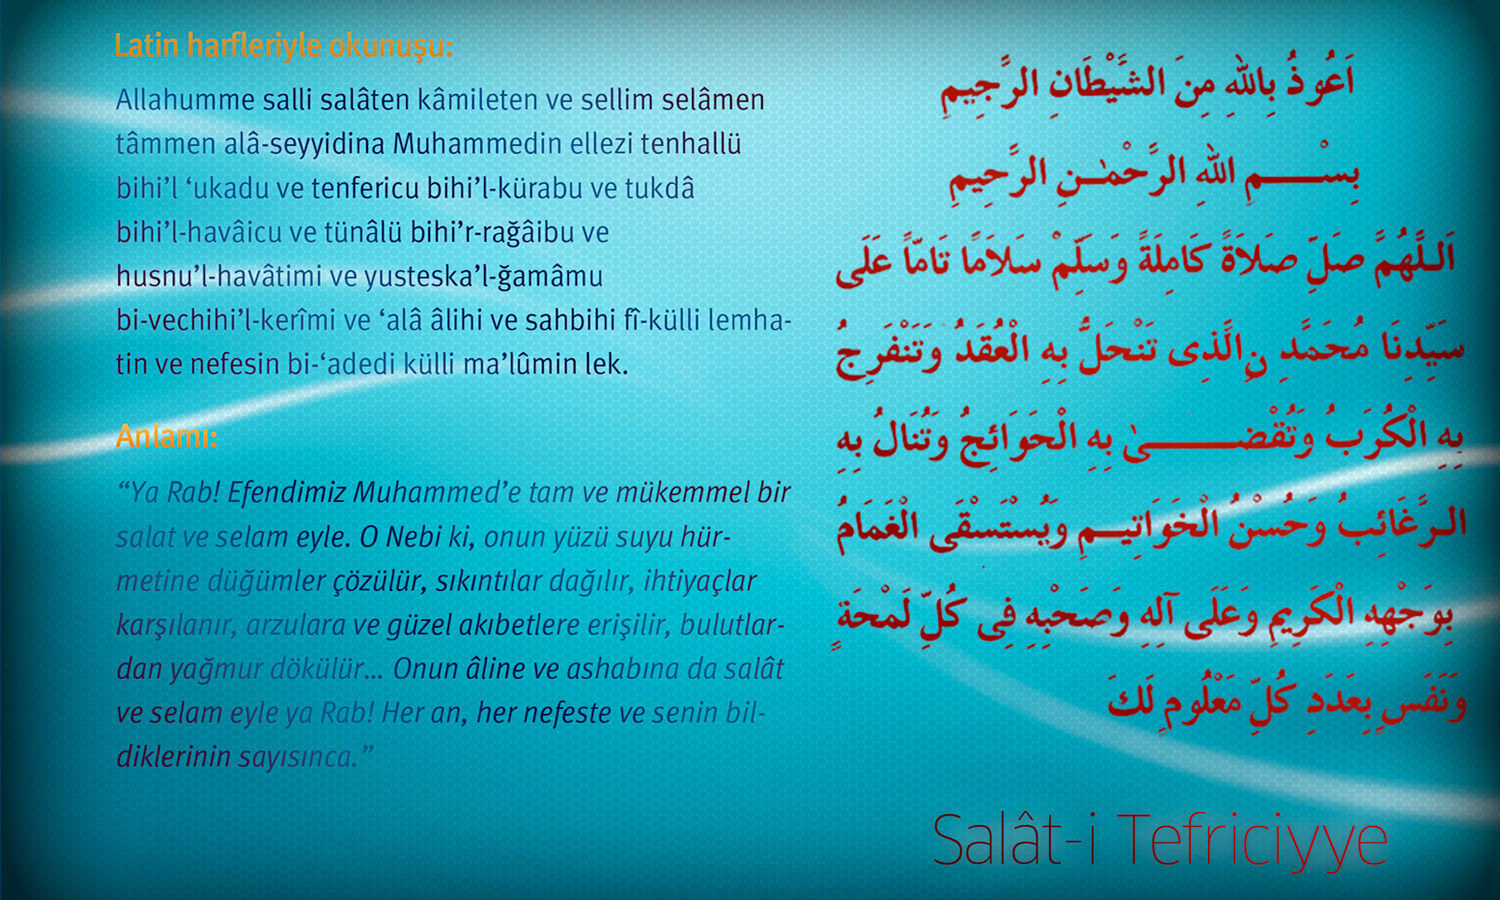 Latin harfleriyle okunuşu:
Allahumme salli salâten kâmileten ve sellim selâmen
tâmmen alâ-seyyidina Muhammedin ellezi tenhallü
bihi’l ‘ukadu ve tenfericu bihi’l-kürabu ve tukdâ
bihi’l-havâicu ve tünâlü bihi’r-rağâibu ve
husnu’l-havâtimi ve yusteska’l-ğamâmu
bi-vechihi’l-kerîmi ve ‘alâ âlihi ve sahbihi fî-külli lemha-
tin ve nefesin bi-‘adedi külli ma’lûmin lek.
Anlamı:
“Ya Rab! Efendimiz Muhammed’e tam ve mükemmel bir
salat ve selam eyle. O Nebi ki, onun yüzü suyu hür-
metine düğümler çözülür, sıkıntılar dağılır, ihtiyaçlar
karşılanır, arzulara ve güzel akıbetlere erişilir, bulutlar-
dan yağmur dökülür... Onun âline ve ashabına da salât
ve selam eyle ya Rab! Her an, her nefeste ve senin bil-
diklerinin sayısınca.”
اَعُوذُ بِاللهِ مِنَ الشَّيْطَانِ الرَّجِيمِ
بِسْــــمِ اللهِ الرَّحْمٰـنِ الرَّحِيمِ
اَللَّهُمَّ صَلِّ صَلاَةً كَامِلَةً وَسَلِّمْ سَلاَمًا تَامًّا عَلَى
سَيِّدِنَا مُحَمَّدِ نِ الَّذِى تَنْحَلُّ بِهِ الْعُقَدُ وَتَنْفَرِجُ
بِهِ الْكُرَبُ وَتُقْضــــــىٰ بِهِ الْحَوَائِجُ وَتُنَالُ بِهِ
الرَّغَائِبُ وَحُسْنُ الْخَوَاتِيــمِ وَيُسْتَسْقَى الْغَمَامُ
بِوَجْهِهِ الْكَرِيمِ وَعَلَى آلِهِ وَصَحْبِهِ فِى كُلِّ لَمْحَةٍ
وَنَفَسٍ بِعَدَدِ كُلِّ مَعْلُومٍ لَكَ
Salât-i Tefriciyye